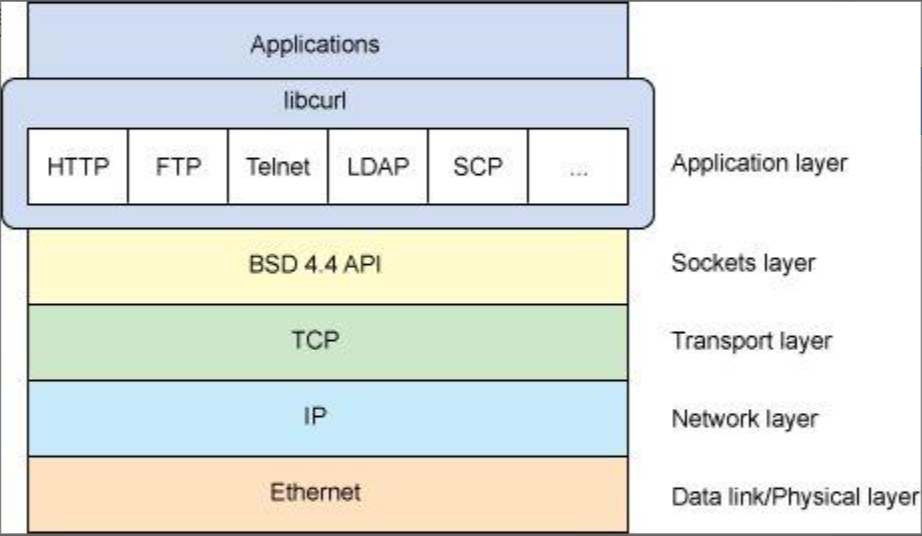 Applications
libcurl
HTTP FTP Telnet LDAP SCP ...
Application layer
BSD 4.4 API
Sockets layer
TCP
Transport layer
IP
Network layer
Ethernet
Data link/Physical layer